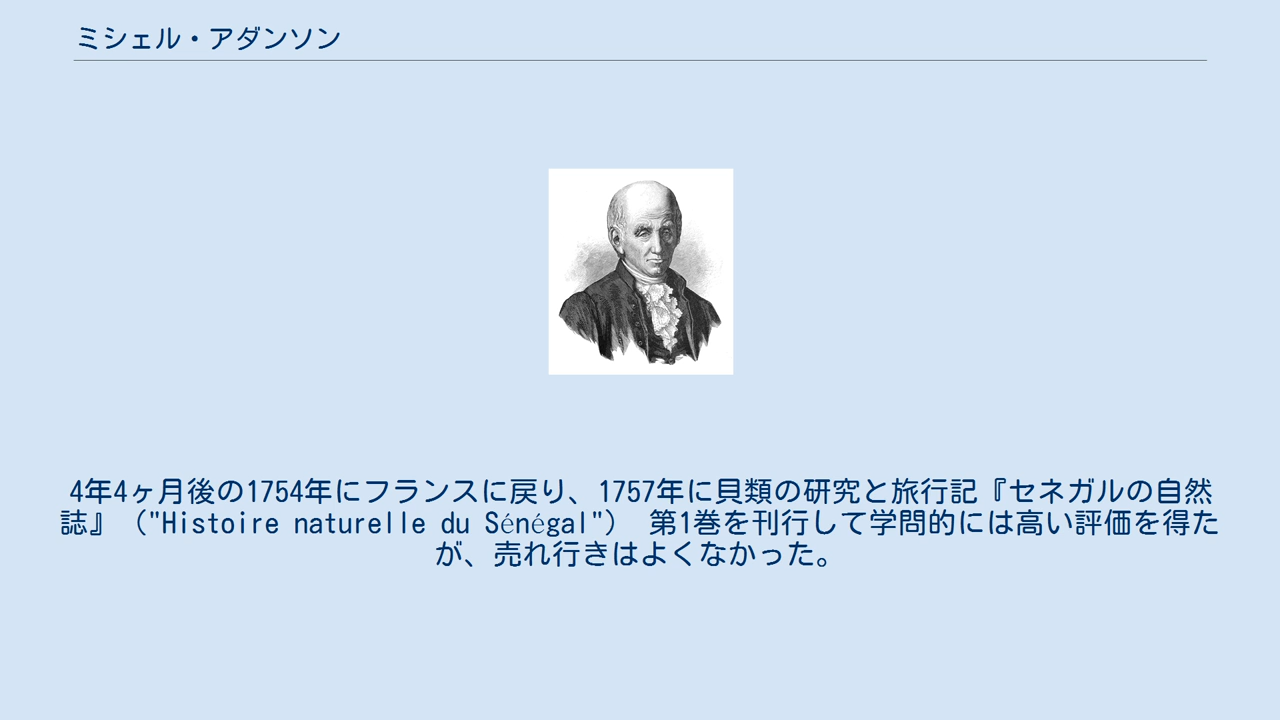 ミシェル・アダンソン
4年4ヶ月後の1754年にフランスに戻り、1757年に貝類の研究と旅行記『セネガルの自然
誌』（"Histoire naturelle du Sénégal"） 第1巻を刊行して学問的には高い評価を得た
が、売れ行きはよくなかった。